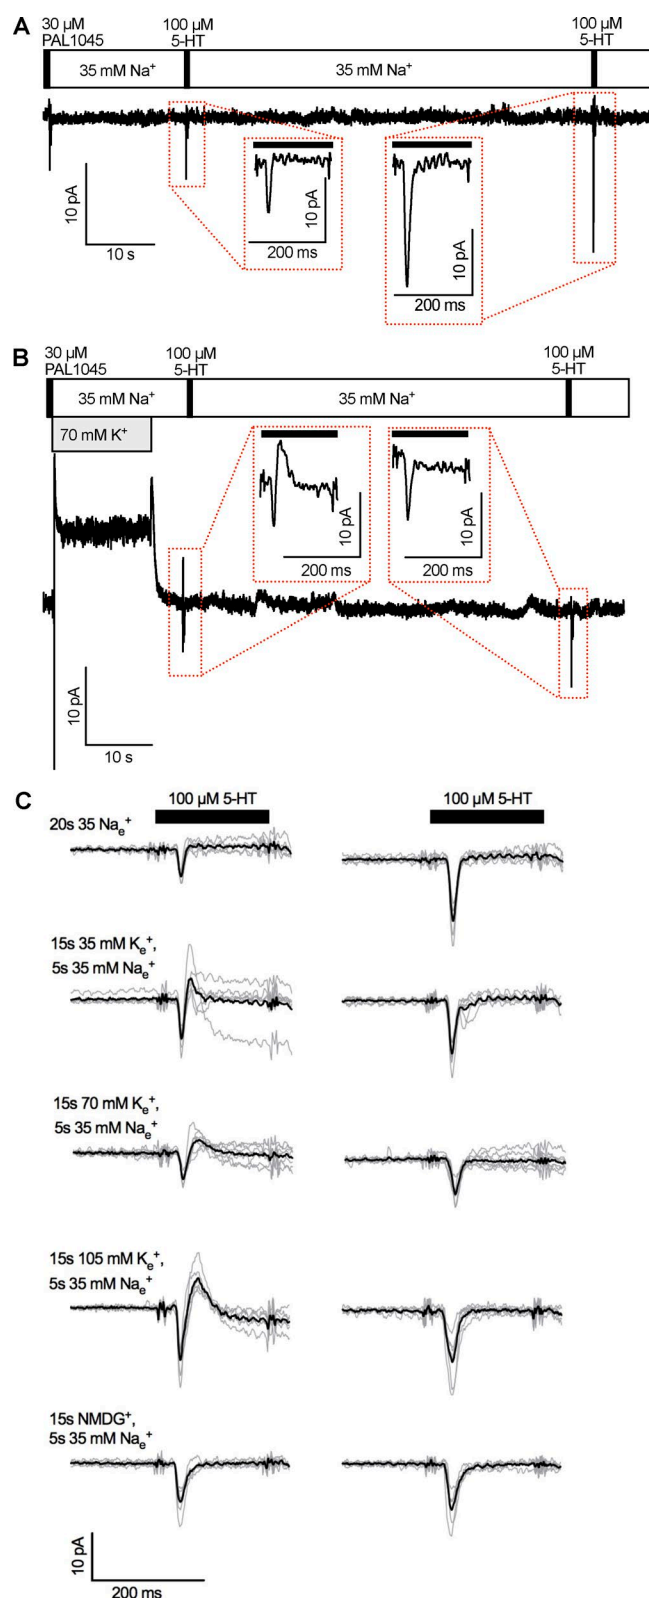 A
30 µM
PAL1045
100 µM
5-HT
100 µM
5-HT
35 mM Na⁺
35 mM Na⁺
10 pA
10 s
10 pA
200 ms
10 pA
200 ms
B
30 µM
PAL1045
100 µM
5-HT
100 µM
5-HT
35 mM Na⁺
35 mM Na⁺
70 mM K⁺
10 pA
200 ms
10 pA
200 ms
10 pA
10 s
C
100 µM 5-HT
100 µM 5-HT
20s 35 Naₑ⁺
15s 35 mM Kₑ⁺,
5s 35 mM Naₑ⁺
15s 70 mM Kₑ⁺,
5s 35 mM Naₑ⁺
15s 105 mM Kₑ⁺,
5s 35 mM Naₑ⁺
15s NMDG⁺,
5s 35 mM Naₑ⁺
10 pA
200 ms